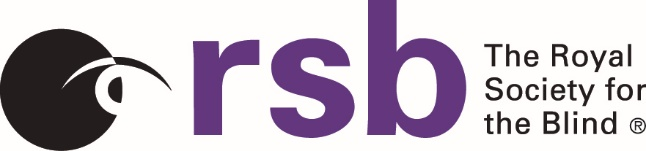 rsb
The Royal
Society for
the Blind ®